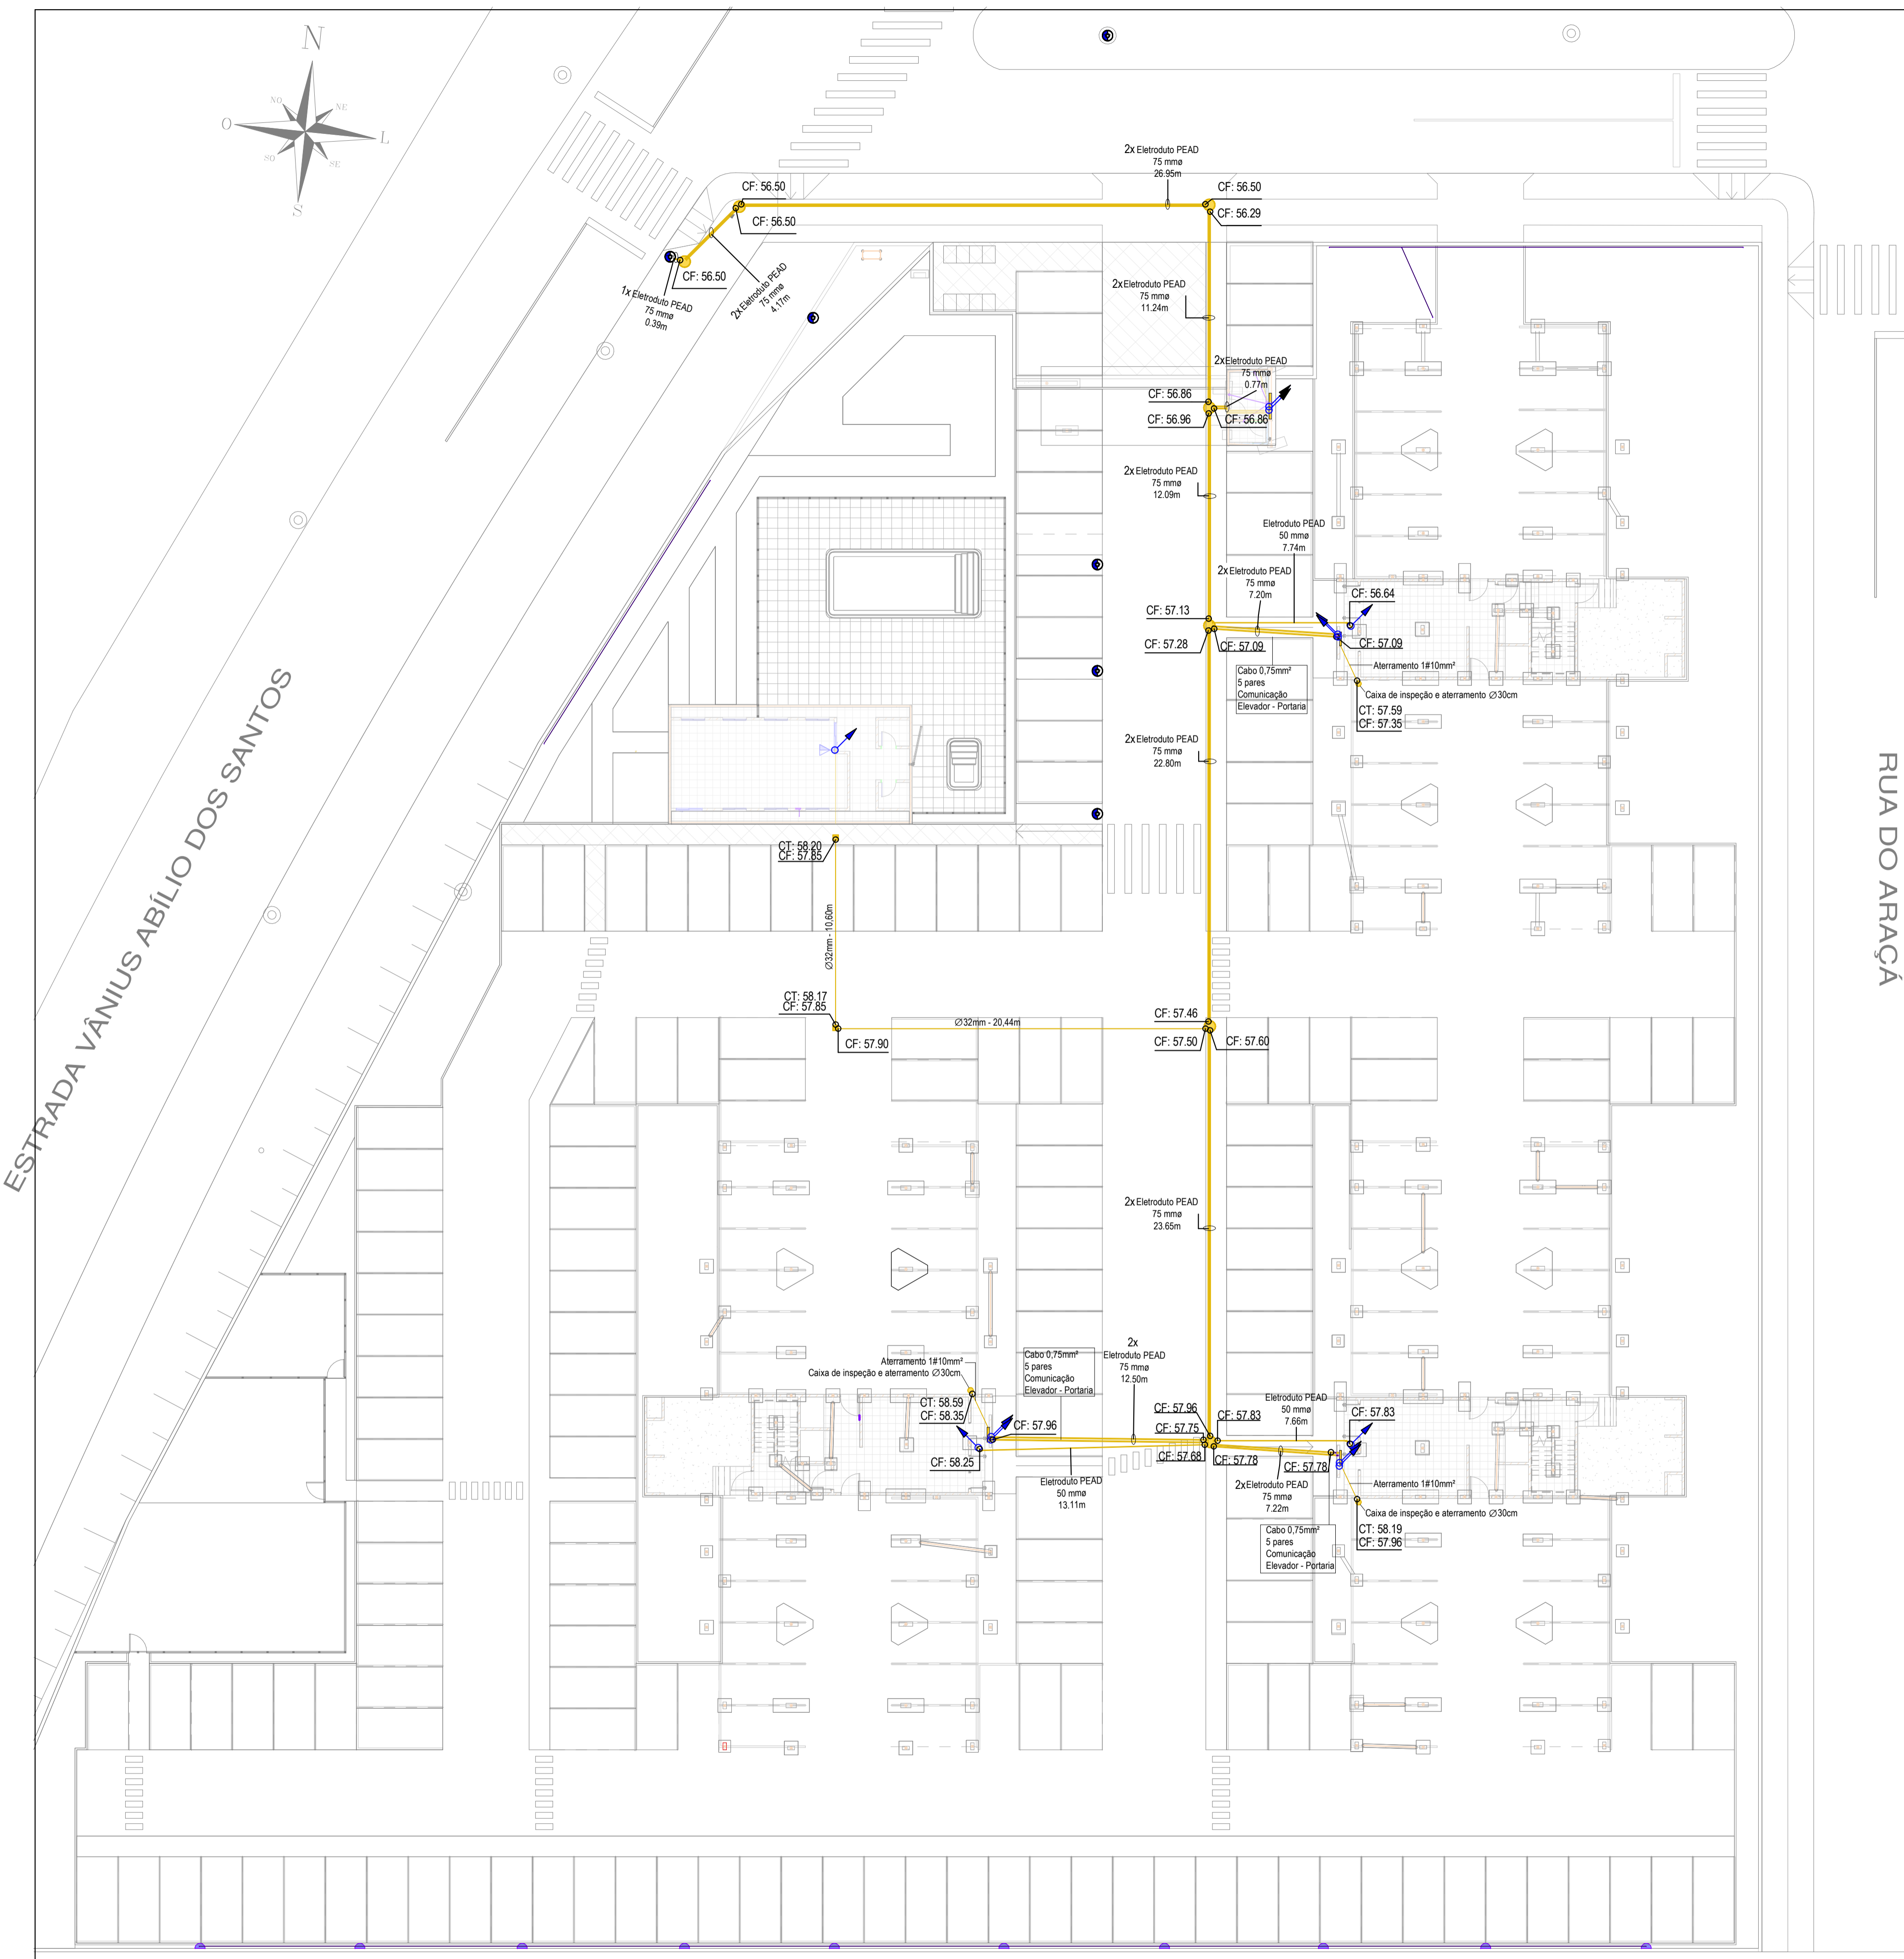 N
NO
NE
O
L
SO
SE
S
2x Eletroduto PEAD
75 mmø
26.95m
CF: 56.50
CF: 56.50
CF: 56.50
CF: 56.29
CF: 56.50
1x Eletroduto PEAD
75 mmø
0.39m
2x Eletroduto PEAD
75 mmø
4.17m
2x Eletroduto PEAD
75 mmø
11.24m
2x Eletroduto PEAD
75 mmø
0.77m
CF: 56.86
CF: 56.96
CF: 56.86
2x Eletroduto PEAD
75 mmø
12.09m
Eletroduto PEAD
50 mmø
7.74m
2x Eletroduto PEAD
75 mmø
7.20m
CF: 56.64
CF: 57.13
CF: 57.28
CF: 57.09
CF: 57.09
Aterramento 1#10mm²
Cabo 0,75mm²
5 pares
Comunicação
Elevador - Portaria
Caixa de inspeção e aterramento ∅30cm
CT: 57.59
CF: 57.35
2x Eletroduto PEAD
75 mmø
22.80m
ESTRADA VÂNIUS ABÍLIO DOS SANTOS
RUA DO ARAÇÁ
CT: 58.20
CF: 57.85
∅32mm - 10,60m
CT: 58.17
CF: 57.85
CF: 57.90
∅32mm - 20,44m
CF: 57.46
CF: 57.50
CF: 57.60
2x Eletroduto PEAD
75 mmø
23.65m
Aterramento 1#10mm²
Caixa de inspeção e aterramento ∅30cm
CT: 58.59
CF: 58.35
Cabo 0,75mm²
5 pares
Comunicação
Elevador - Portaria
2x
Eletroduto PEAD
75 mmø
12.50m
CF: 57.96
CF: 58.25
Eletroduto PEAD
50 mmø
13.11m
CF: 57.96
CF: 57.75
CF: 57.68
CF: 57.83
CF: 57.78
Eletroduto PEAD
50 mmø
7.66m
CF: 57.83
CF: 57.78
2x Eletroduto PEAD
75 mmø
7.22m
Aterramento 1#10mm²
Caixa de inspeção e aterramento ∅30cm
CT: 58.19
CF: 57.96
Cabo 0,75mm²
5 pares
Comunicação
Elevador - Portaria